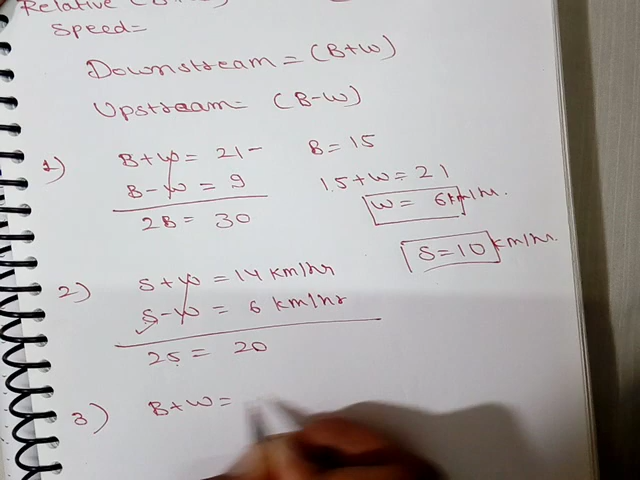 Relative
Speed=
Downstream = (B+W)
Upstream= (B-W)
1) B+W = 21-
B-W = 9
2B = 30
B=15
15+W = 21
W = 6km/hr.
S=10 km/hr.
2) S+W = 14 km/hr
S-W = 6 km/hr
2S = 20
3) B+W =